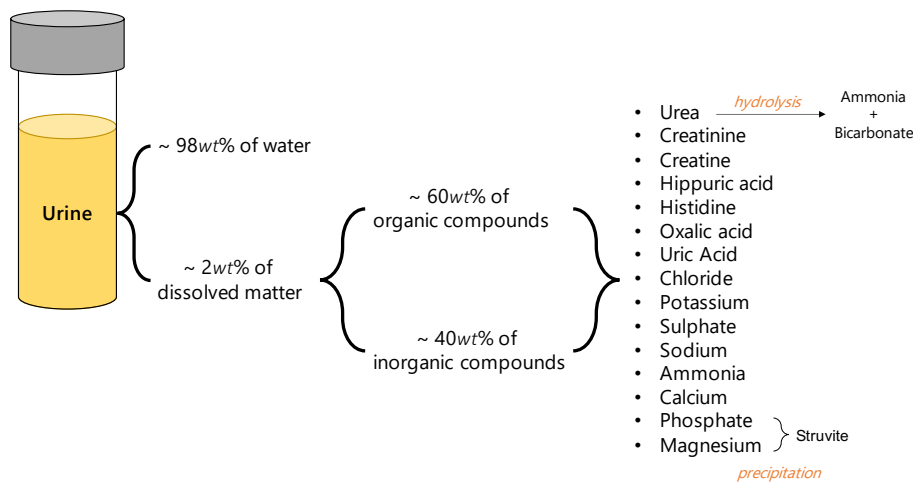 Urine
~ 98wt% of water
~ 2wt% of
dissolved matter
~ 60wt% of
organic compounds
~ 40wt% of
inorganic compounds
• Urea
hydrolysis
Ammonia
+
Bicarbonate
• Creatinine
• Creatine
• Hippuric acid
• Histidine
• Oxalic acid
• Uric Acid
• Chloride
• Potassium
• Sulphate
• Sodium
• Ammonia
• Calcium
• Phosphate
• Magnesium
Struvite
precipitation